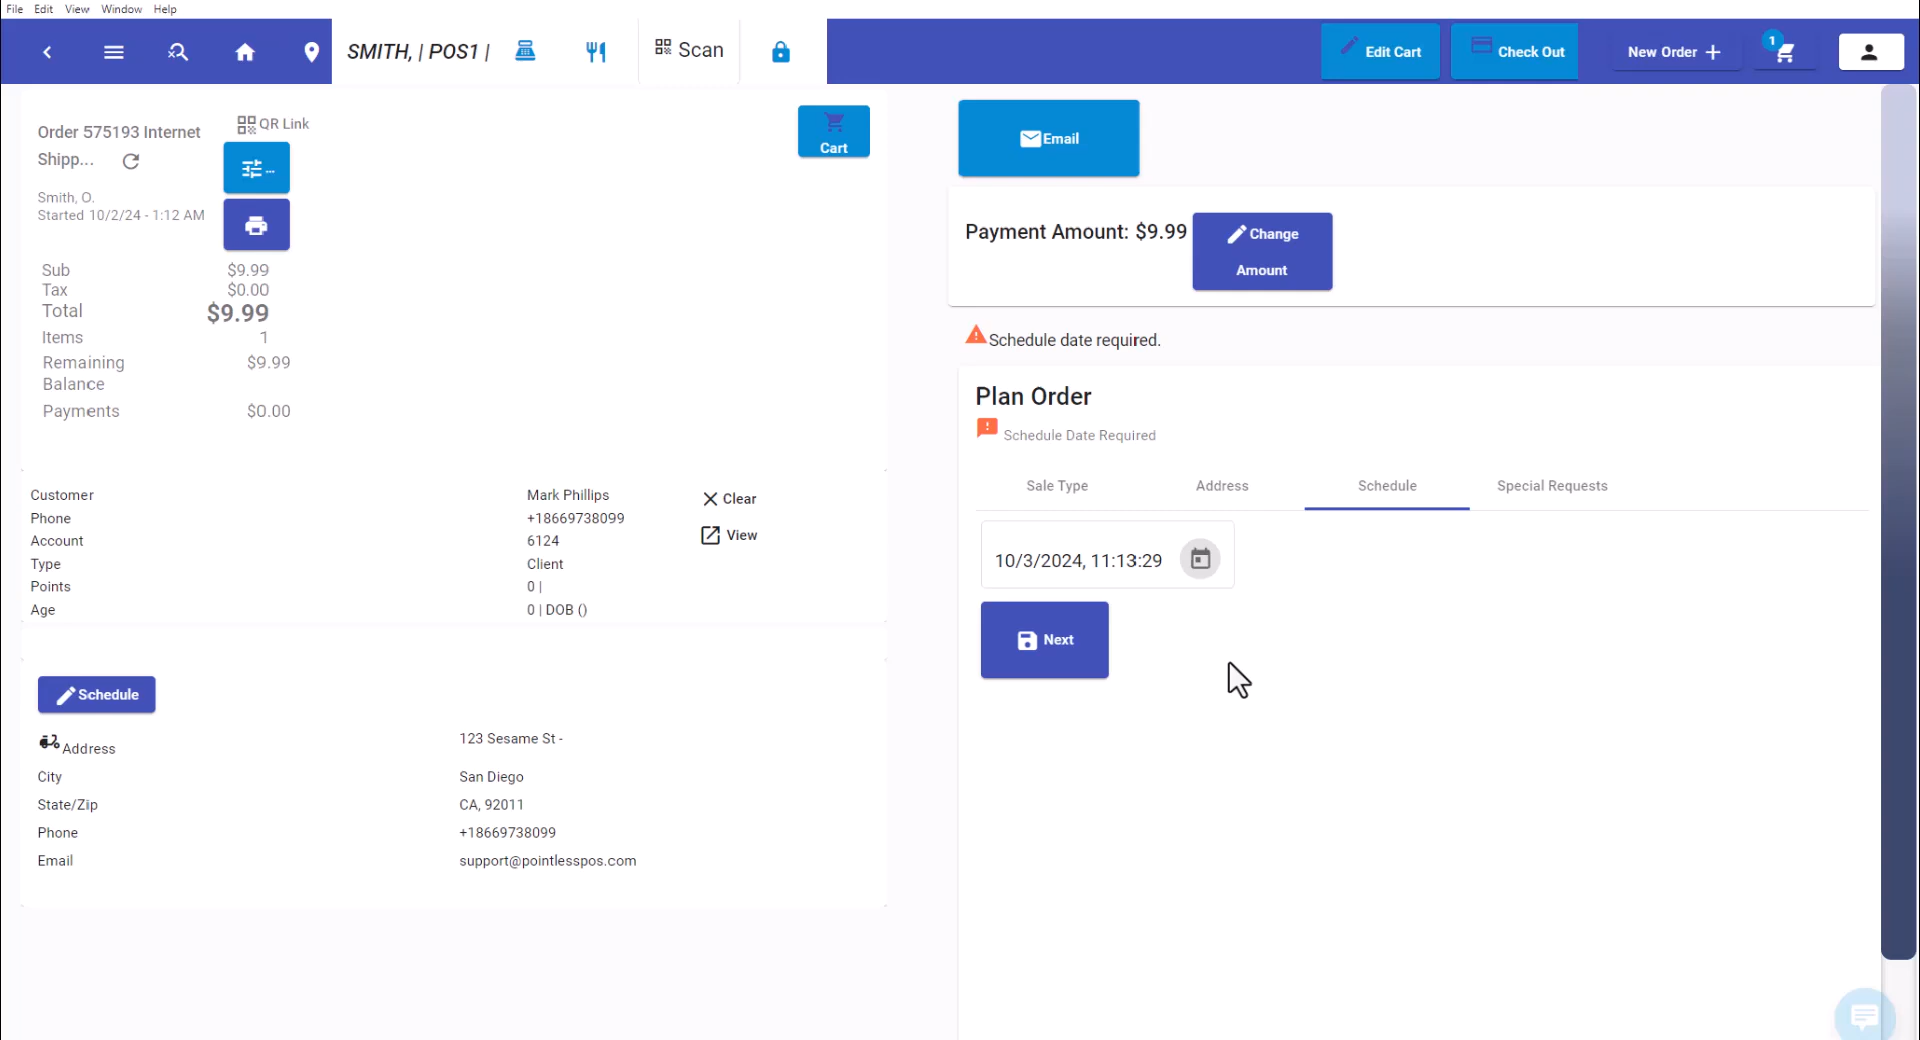 File Edit View Window Help
SMITH, | POS1 |
Scan
Edit Cart
Check Out
New Order
1
Order 575193 Internet
Shipp...
QR Link
...
Cart
Smith, O.
Started 10/2/24 - 1:12 AM
Sub $9.99
Tax $0.00
Total $9.99
Items 1
Remaining $9.99
Balance
Payments $0.00
Customer Mark Phillips
Clear
Phone +18669738099
View
Account 6124
Type Client
Points 0 |
Age 0 | DOB ()
Schedule
Address 123 Sesame St -
City San Diego
State/Zip CA, 92011
Phone +18669738099
Email support@pointlesspos.com
Email
Payment Amount: $9.99
Change
Amount
Schedule date required.
Plan Order
Schedule Date Required
Sale Type Address Schedule Special Requests
10/3/2024, 11:13:29
Next